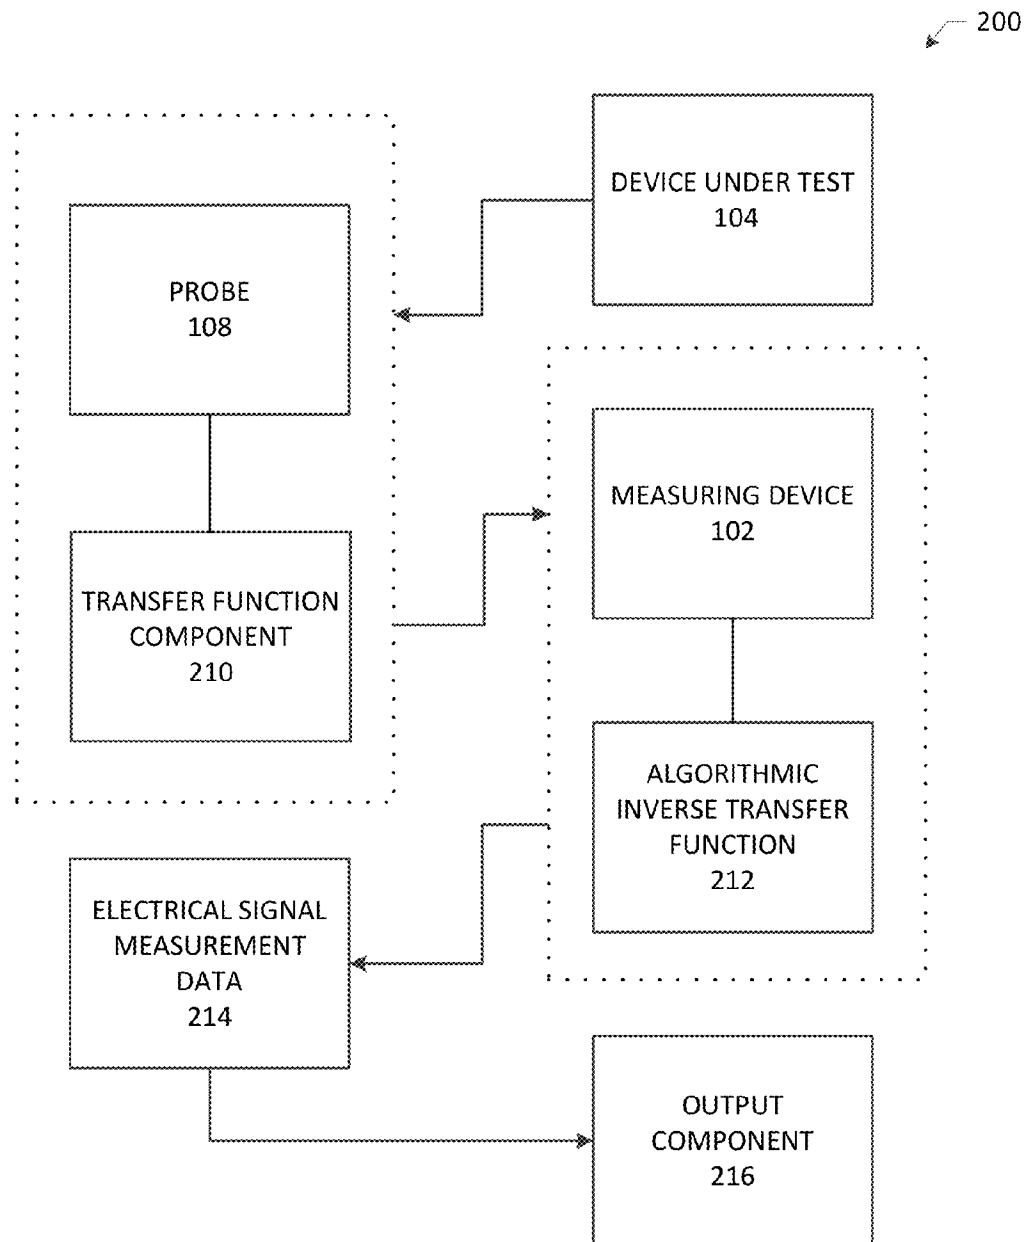 200
DEVICE UNDER TEST
104
PROBE
108
MEASURING DEVICE
102
TRANSFER FUNCTION
COMPONENT
210
ALGORITHMIC
INVERSE TRANSFER
FUNCTION
212
ELECTRICAL SIGNAL
MEASUREMENT
DATA
214
OUTPUT
COMPONENT
216